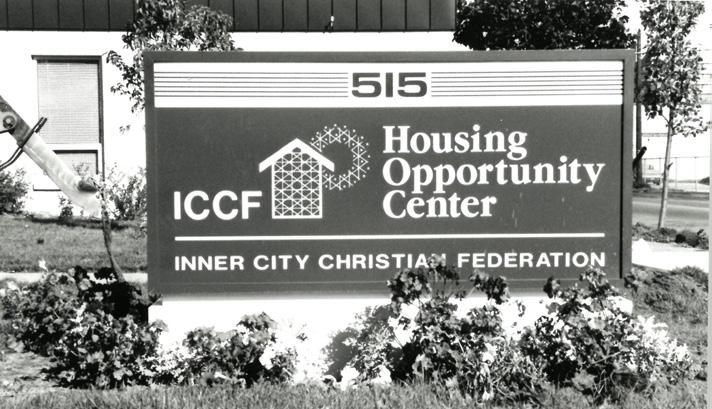 515
ICCF
Housing
Opportunity
Center
INNER CITY CHRISTIAN FEDERATION